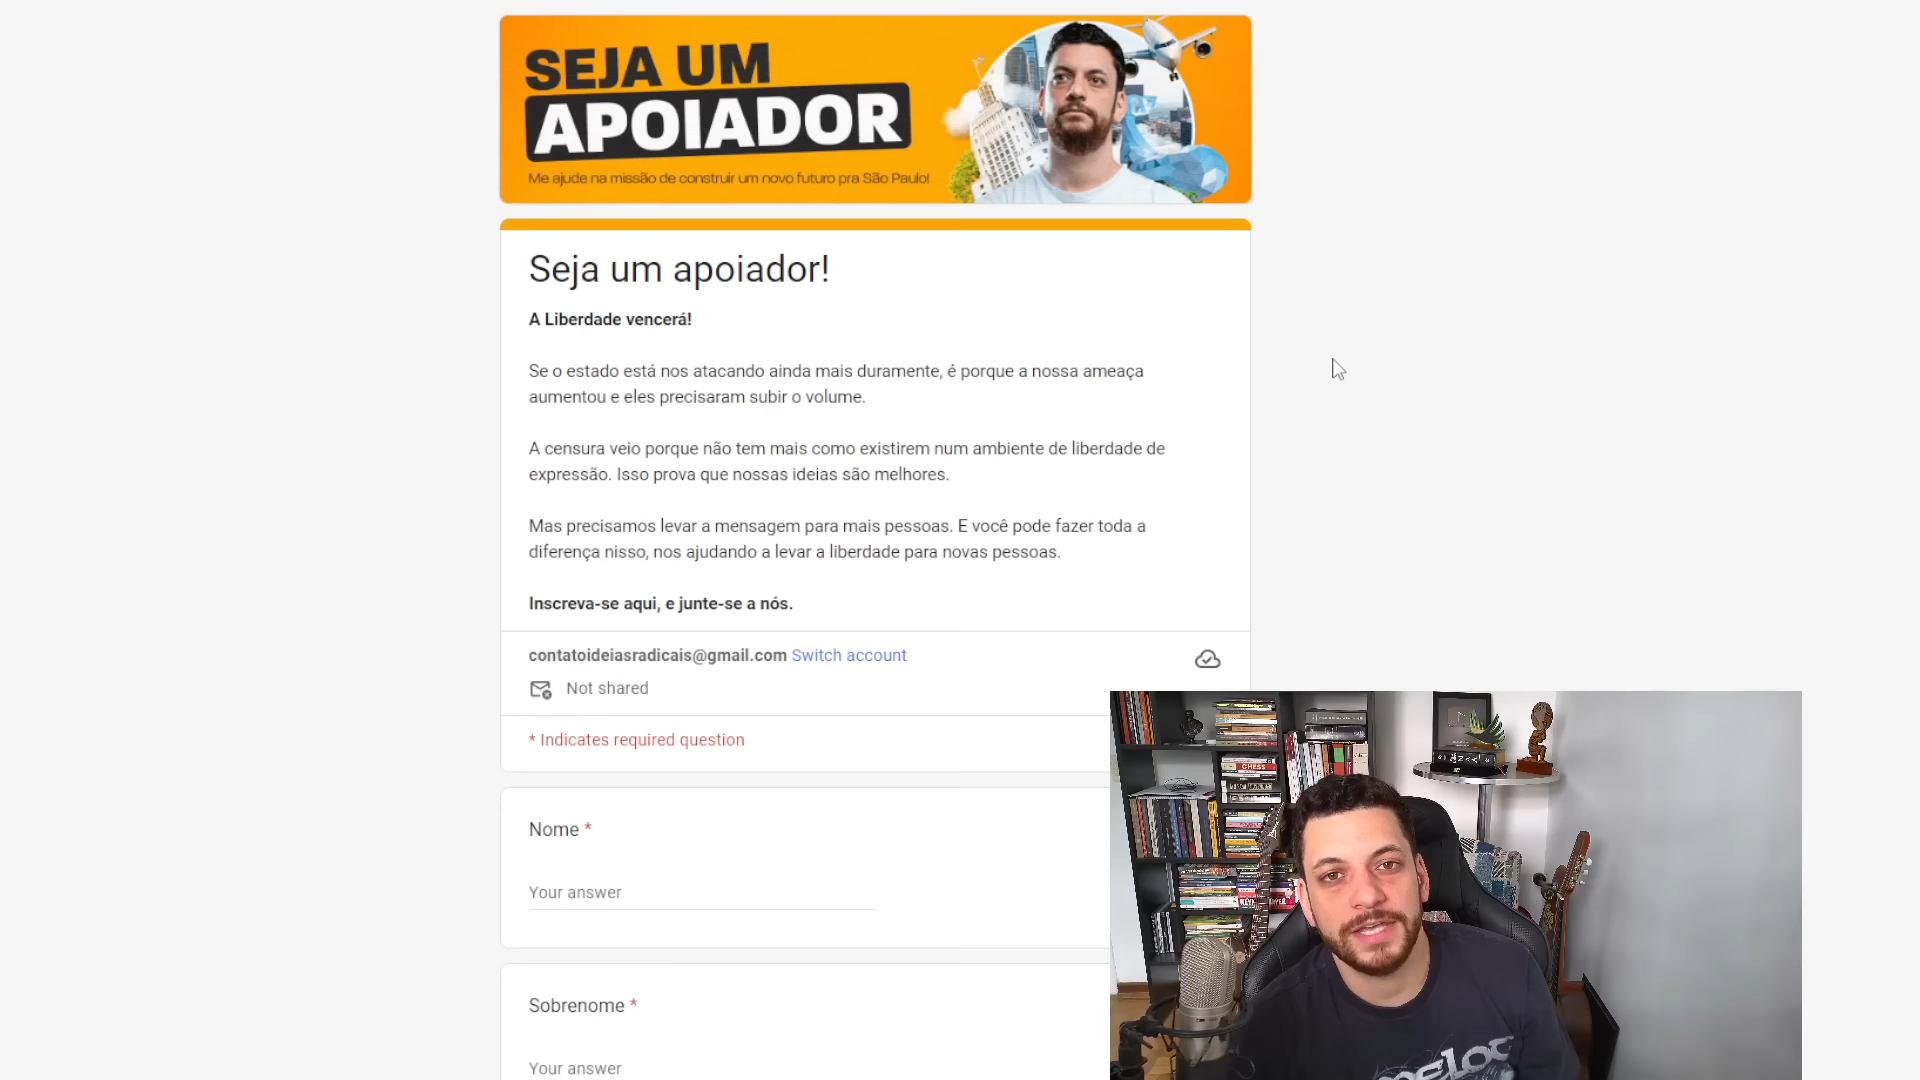 SEJA UM
APOIADOR
Me ajude na missão de construir um novo futuro pra São Paulo!
Seja um apoiador!
A Liberdade vencerá!
Se o estado está nos atacando ainda mais duramente, é porque a nossa ameaça
aumentou e eles precisaram subir o volume.
A censura veio porque não tem mais como existirem num ambiente de liberdade de
expressão. Isso prova que nossas ideias são melhores.
Mas precisamos levar a mensagem para mais pessoas. E você pode fazer toda a
diferença nisso, nos ajudando a levar a liberdade para novas pessoas.
Inscreva-se aqui, e junte-se a nós.
contatoideiasradicais@gmail.com Switch account
Not shared
* Indicates required question
Nome *
Your answer
Sobrenome *
Your answer
CHESS